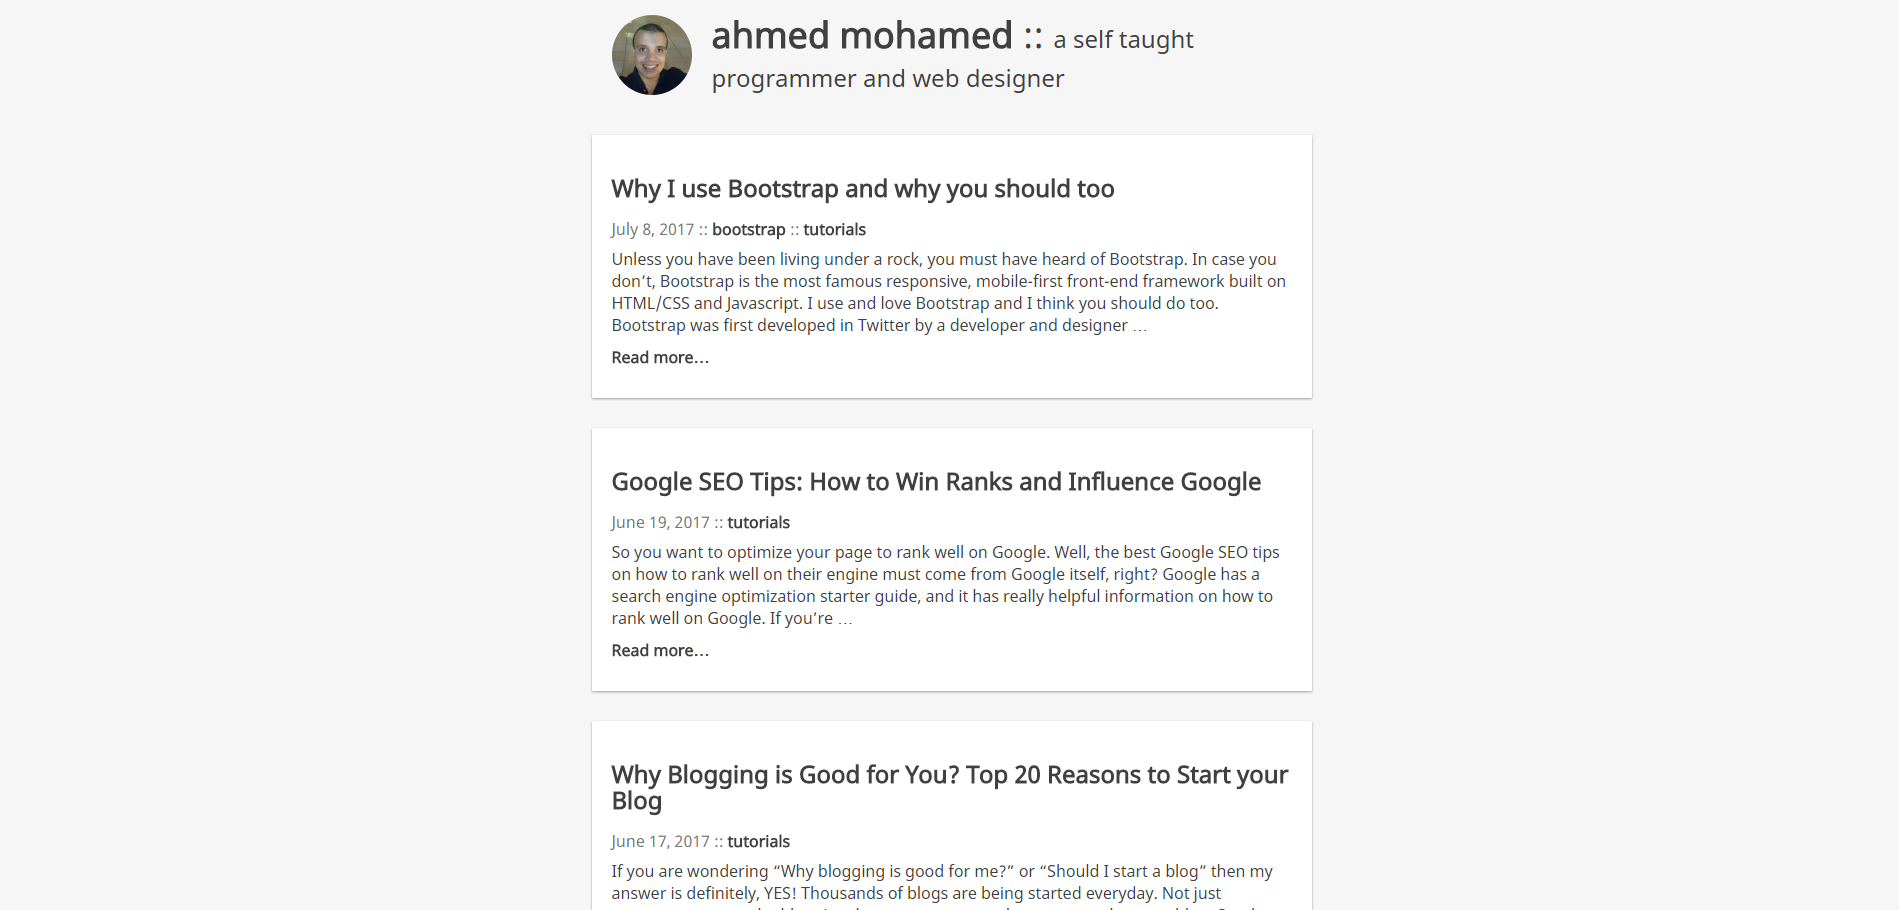 ahmed mohamed :: a self taught
programmer and web designer
Why I use Bootstrap and why you should too
July 8, 2017 :: bootstrap :: tutorials
Unless you have been living under a rock, you must have heard of Bootstrap. In case you
don’t, Bootstrap is the most famous responsive, mobile-first front-end framework built on
HTML/CSS and Javascript. I use and love Bootstrap and I think you should do too.
Bootstrap was first developed in Twitter by a developer and designer …
Read more…
Google SEO Tips: How to Win Ranks and Influence Google
June 19, 2017 :: tutorials
So you want to optimize your page to rank well on Google. Well, the best Google SEO tips
on how to rank well on their engine must come from Google itself, right? Google has a
search engine optimization starter guide, and it has really helpful information on how to
rank well on Google. If you’re …
Read more…
Why Blogging is Good for You? Top 20 Reasons to Start your
Blog
June 17, 2017 :: tutorials
If you are wondering “Why blogging is good for me?” or “Should I start a blog” then my
answer is definitely, YES! Thousands of blogs are being started everyday. Not just